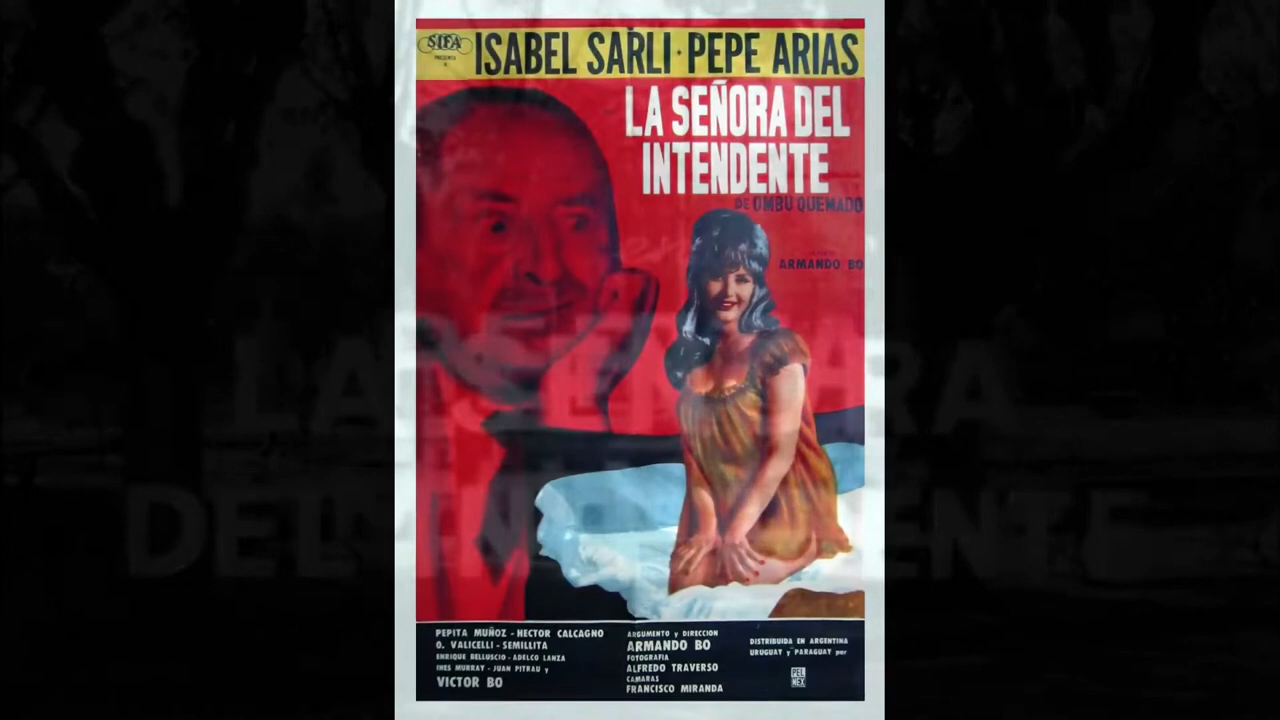 SIFA
PRESENTA
A
ISABEL SARLI · PEPE ARIAS
LA SEÑORA DEL
INTENDENTE
DE OMBU QUEMADO
ARMANDO BO
PEPITA MUÑOZ - HECTOR CALCAGNO
O. VALICELLI - SEMILLITA
ENRIQUE BELLUSCIO - ADELCO LANZA
INES MURRAY - JUAN PITRAU y
VICTOR BO
ARGUMENTO y DIRECCION
ARMANDO BO
FOTOGRAFIA
ALFREDO TRAVERSO
CAMARAS
FRANCISCO MIRANDA
DISTRIBUIDA EN ARGENTINA
URUGUAY y PARAGUAY por
PEL
NEX